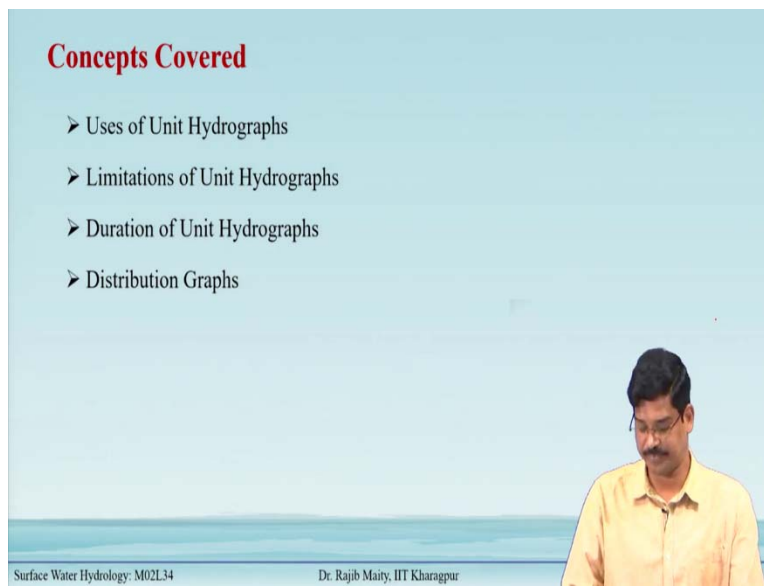 Concepts Covered
➤ Uses of Unit Hydrographs
➤ Limitations of Unit Hydrographs
➤ Duration of Unit Hydrographs
➤ Distribution Graphs
Surface Water Hydrology: M02L34
Dr. Rajib Maity, IIT Kharagpur